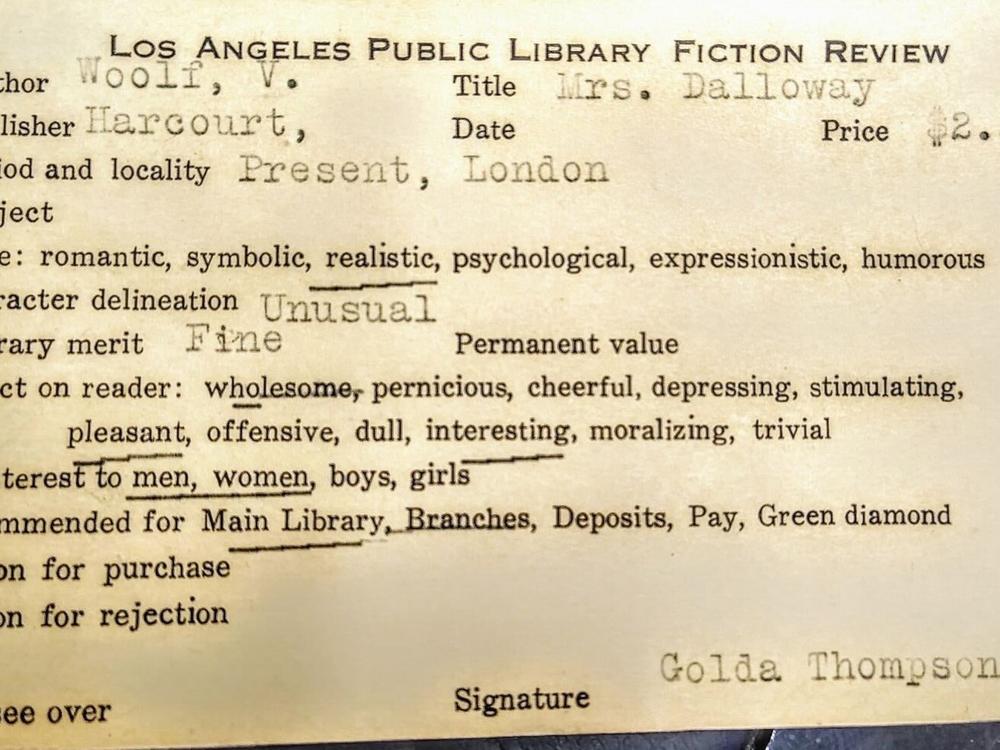 LOS ANGELES PUBLIC LIBRARY FICTION REVIEW
thor Woolf, V. Title Mrs. Dalloway
lisher Harcourt, Date Price $2.
iod and locality Present, London
ject
e: romantic, symbolic, realistic, psychological, expressionistic, humorous
racter delineation Unusual
rary merit Fine Permanent value
ct on reader: wholesome, pernicious, cheerful, depressing, stimulating,
pleasant, offensive, dull, interesting, moralizing, trivial
terest to men, women, boys, girls
mmended for Main Library, Branches, Deposits, Pay, Green diamond
on for purchase
on for rejection
Golda Thompson
see over Signature